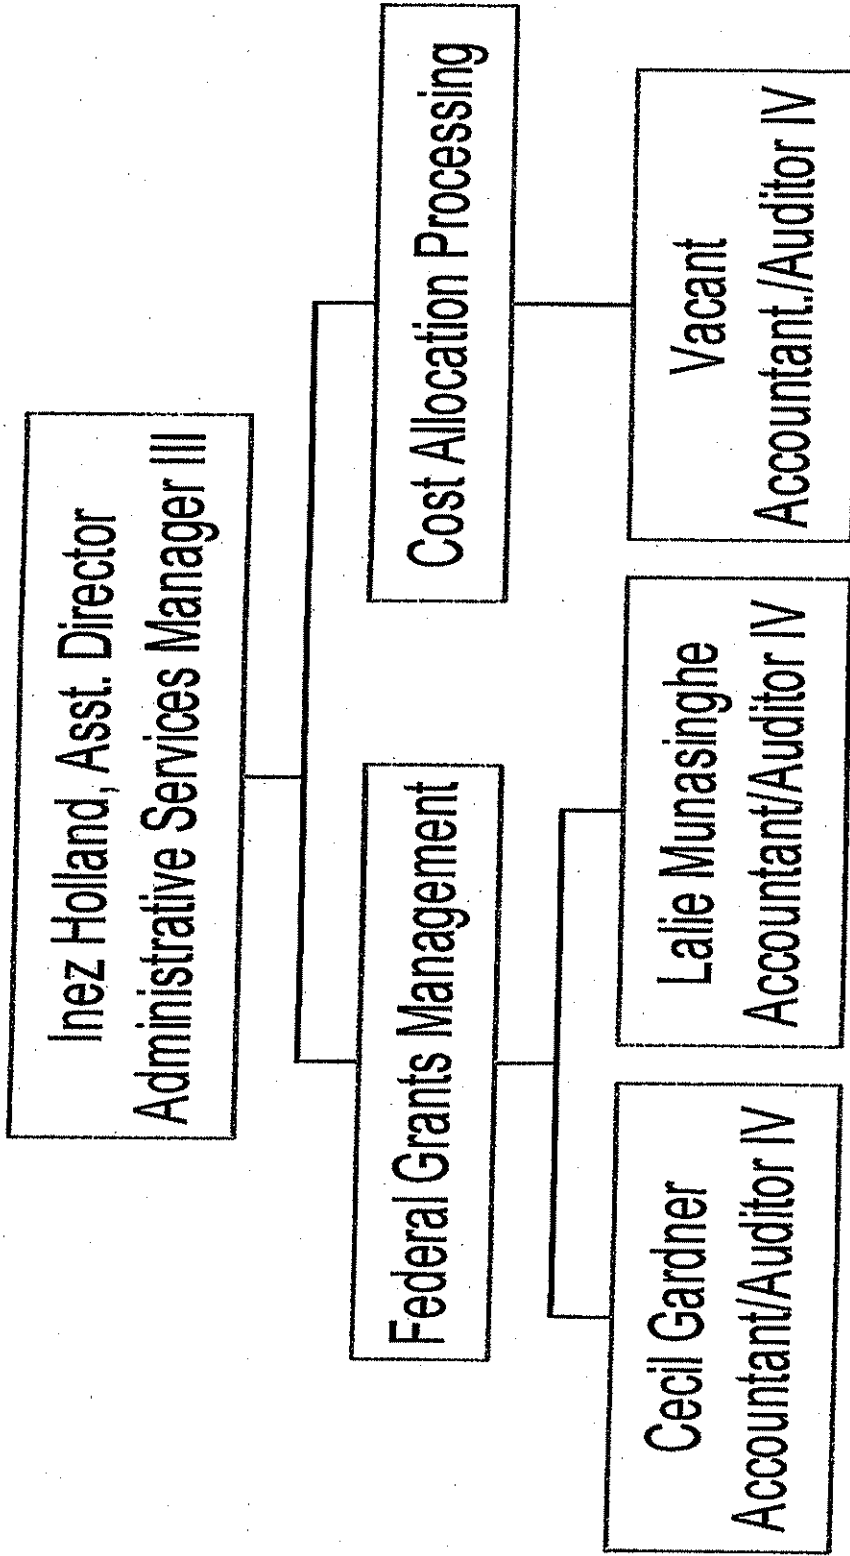 Inez Holland, Asst. Director
Administrative Services Manager III
Federal Grants Management
Cost Allocation Processing
Cecil Gardner
Accountant/Auditor IV
Lalie Munasinghe
Accountant/Auditor IV
Vacant
Accountant./Auditor IV